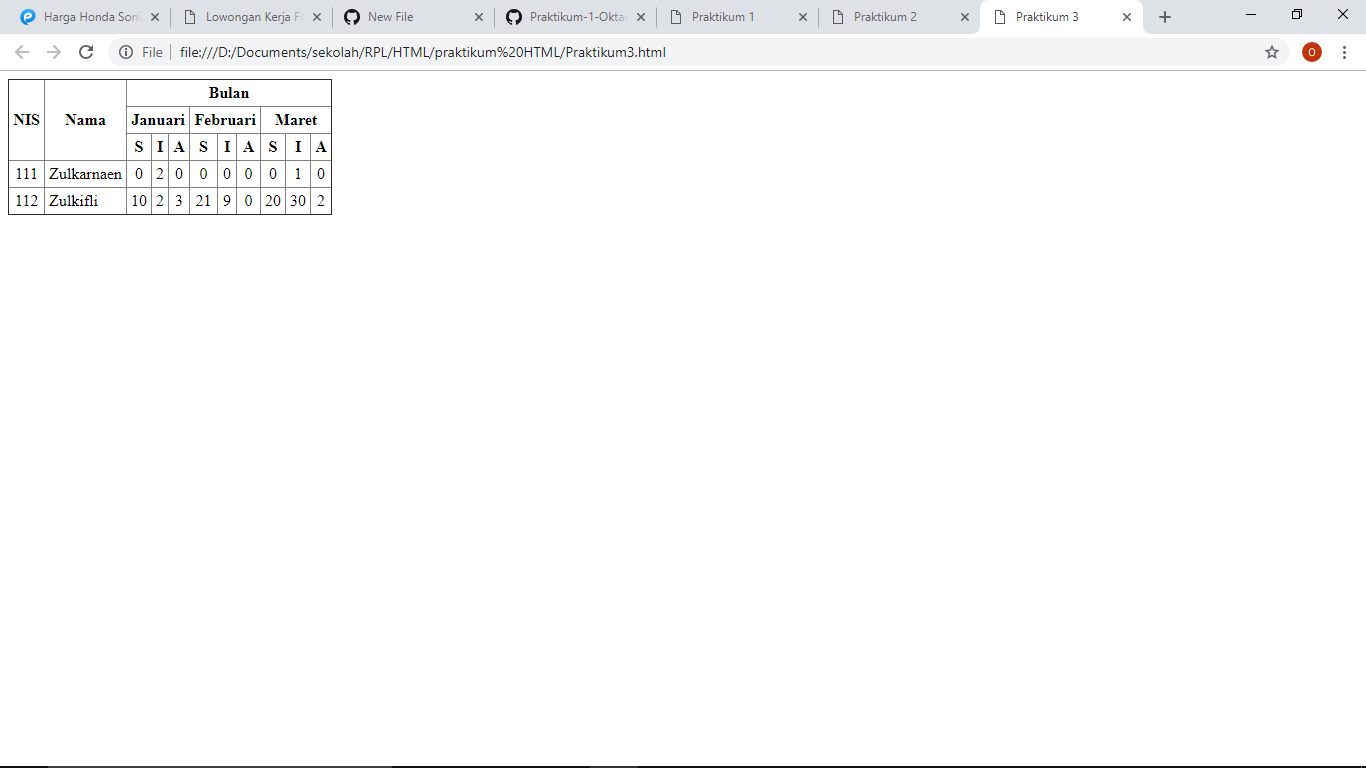 Harga Honda Soni
Lowongan Kerja Fr
New File
Praktikum-1-Okta
Praktikum 1
Praktikum 2
Praktikum 3
File
file:///D:/Documents/sekolah/RPL/HTML/praktikum%20HTML/Praktikum3.html
O
NIS Nama Bulan
Januari Februari Maret
S I A S I A S I A
111 Zulkarnaen 0 2 0 0 0 0 0 1 0
112 Zulkifli 10 2 3 21 9 0 20 30 2